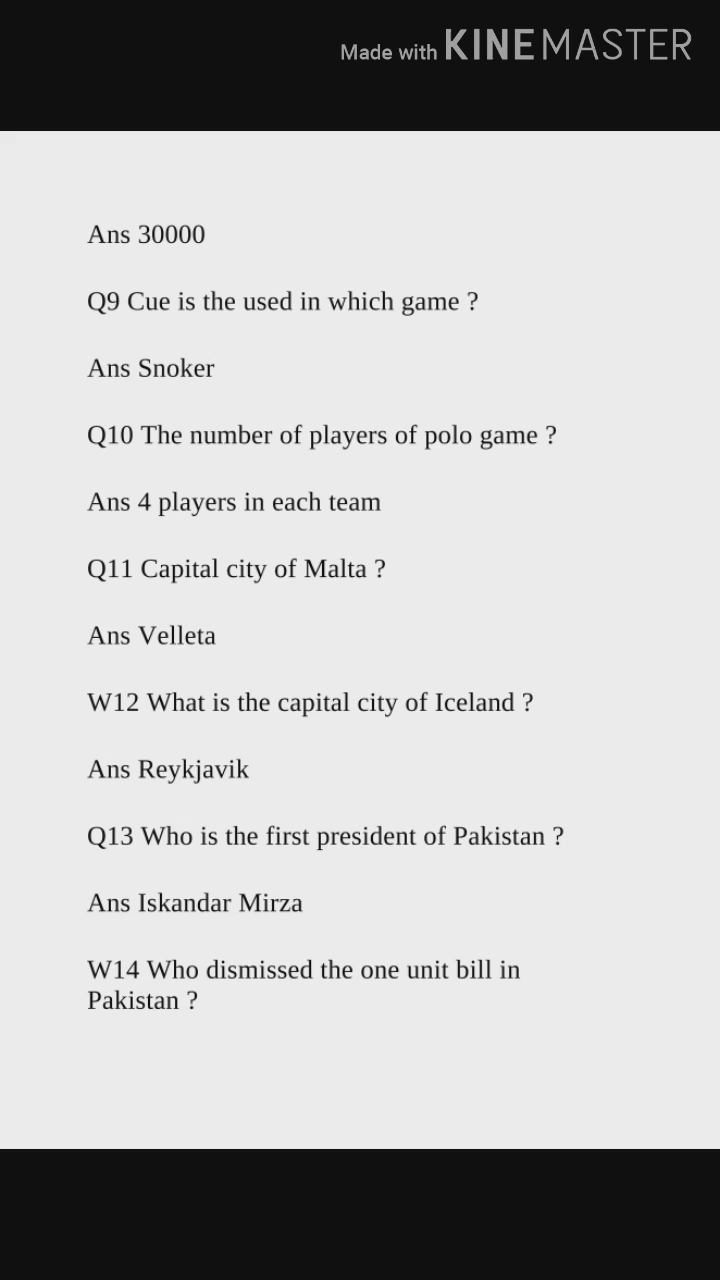 Made with KINEMASTER
Ans 30000
Q9 Cue is the used in which game ?
Ans Snoker
Q10 The number of players of polo game ?
Ans 4 players in each team
Q11 Capital city of Malta ?
Ans Velleta
W12 What is the capital city of Iceland ?
Ans Reykjavik
Q13 Who is the first president of Pakistan ?
Ans Iskandar Mirza
W14 Who dismissed the one unit bill in
Pakistan ?